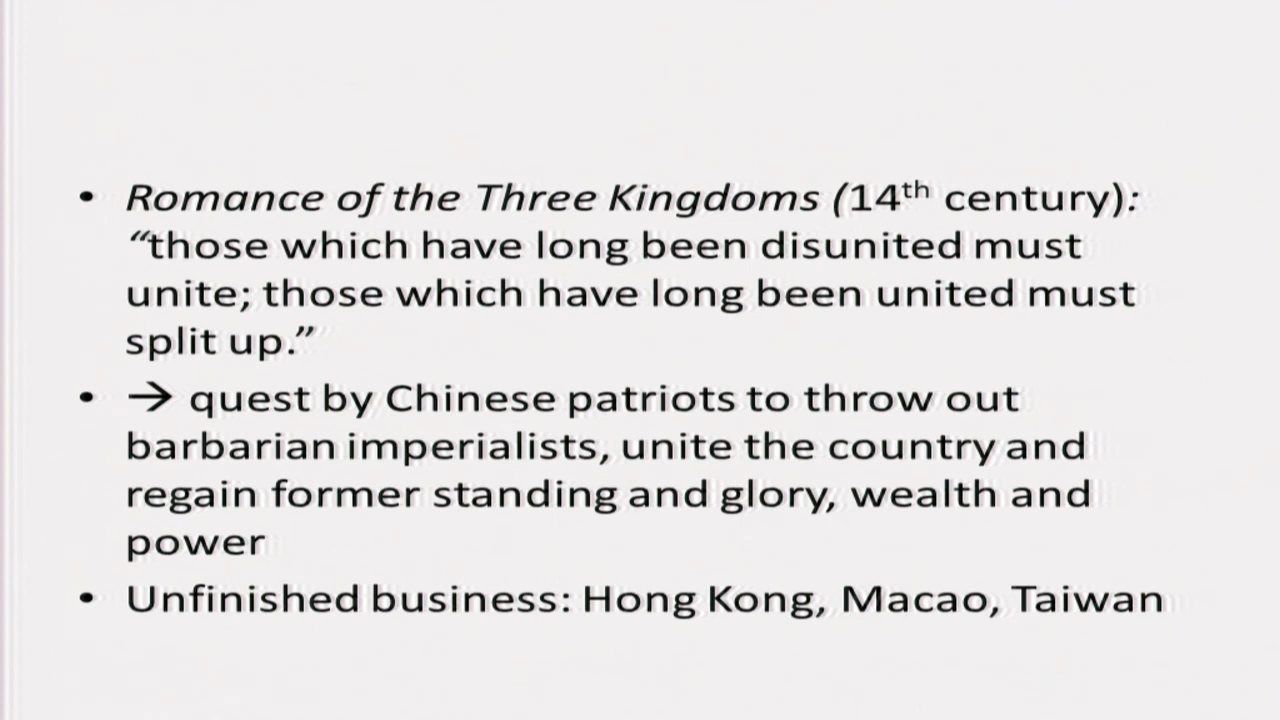 • Romance of the Three Kingdoms (14th century):
“those which have long been disunited must
unite; those which have long been united must
split up.”
• → quest by Chinese patriots to throw out
barbarian imperialists, unite the country and
regain former standing and glory, wealth and
power
• Unfinished business: Hong Kong, Macao, Taiwan